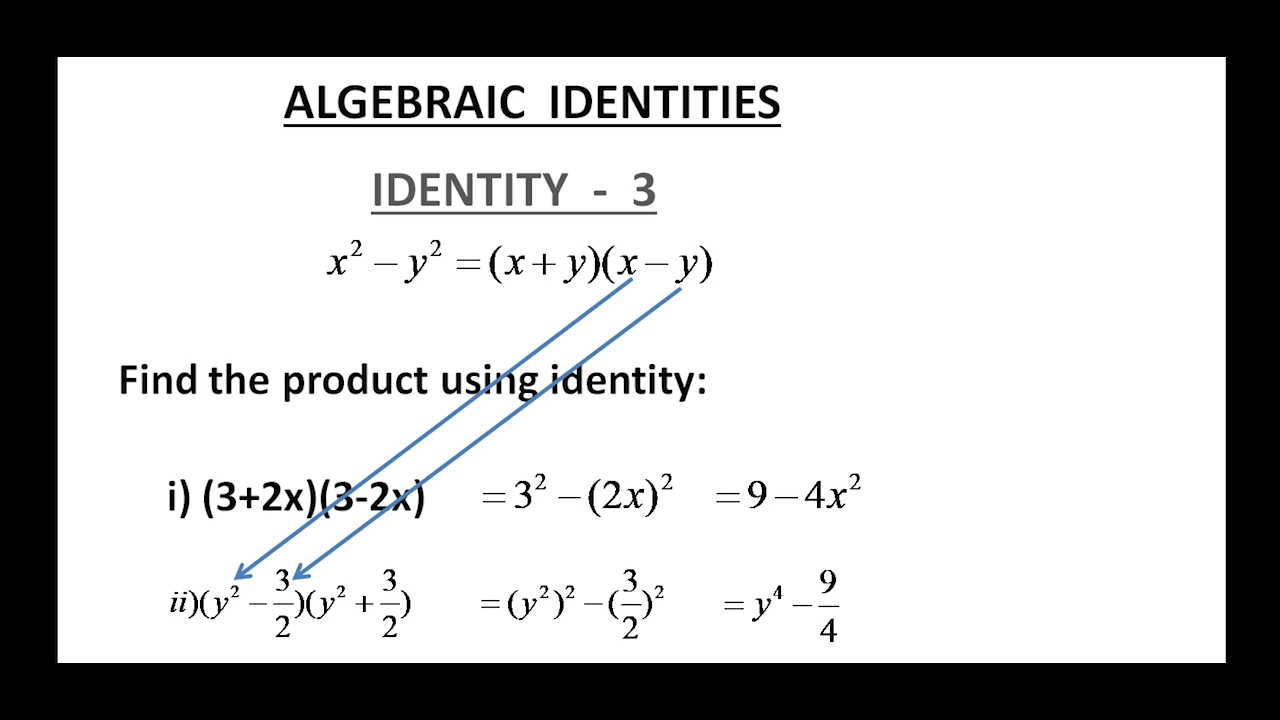 ALGEBRAIC IDENTITIES
IDENTITY - 3
x² − y² = (x + y)(x − y)
Find the product using identity:
i) (3+2x)(3-2x) = 3² − (2x)² = 9 − 4x²
ii)(y² − 3/2)(y² + 3/2) = (y²)² − (3/2)² = y⁴ − 9/4